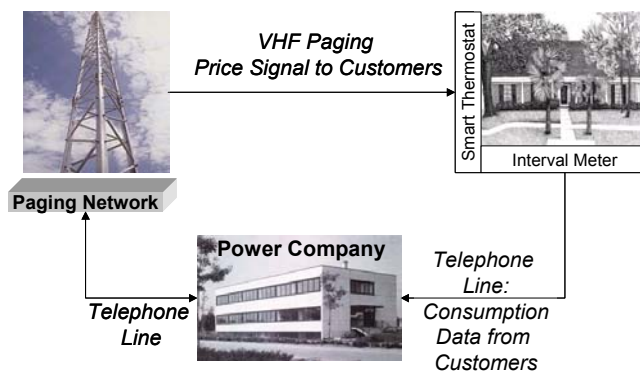 VHF Paging
Price Signal to Customers
Smart Thermostat
Interval Meter
Paging Network
Power Company
Telephone
Line
Telephone
Line:
Consumption
Data from
Customers